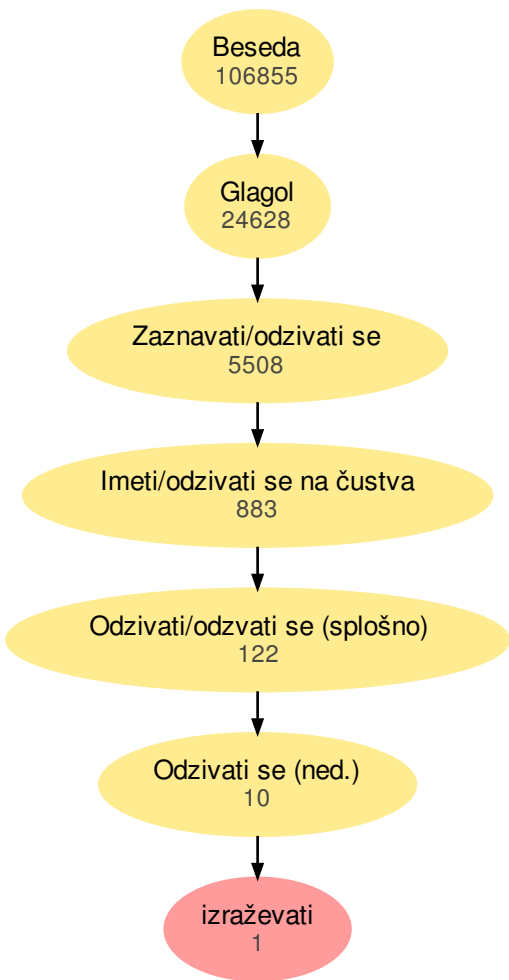 Beseda
106855
Glagol
24628
Zaznavati/odzivati se
5508
Imeti/odzivati se na čustva
883
Odzivati/odzvati se (splošno)
122
Odzivati se (ned.)
10
izraževati
1